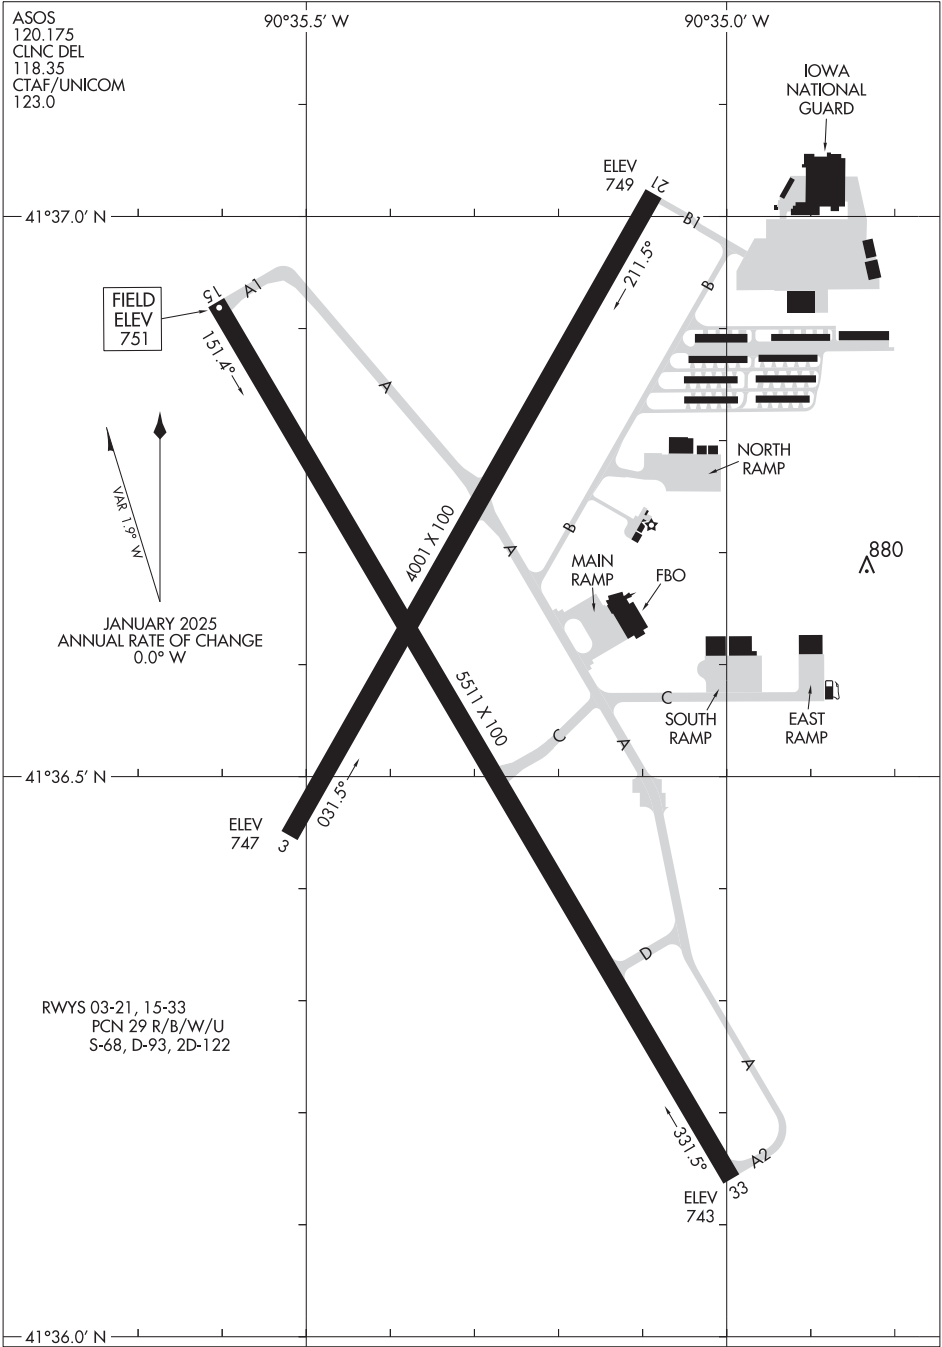 ASOS
120.175
CLNC DEL
118.35
CTAF/UNICOM
123.0
90°35.5' W
90°35.0' W
IOWA
NATIONAL
GUARD
ELEV
749
21
41°37.0' N
B1
211.5°
B
FIELD
ELEV
751
15
A1
151.4°
A
VAR 1.9° W
JANUARY 2025
ANNUAL RATE OF CHANGE
0.0° W
NORTH
RAMP
4001 X 100
B
A
MAIN
RAMP
FBO
880
5511 X 100
C
SOUTH
RAMP
EAST
RAMP
C
A
41°36.5' N
031.5°
ELEV
747
3
D
RWYS 03-21, 15-33
PCN 29 R/B/W/U
S-68, D-93, 2D-122
A
331.5°
A2
ELEV
743
33
41°36.0' N